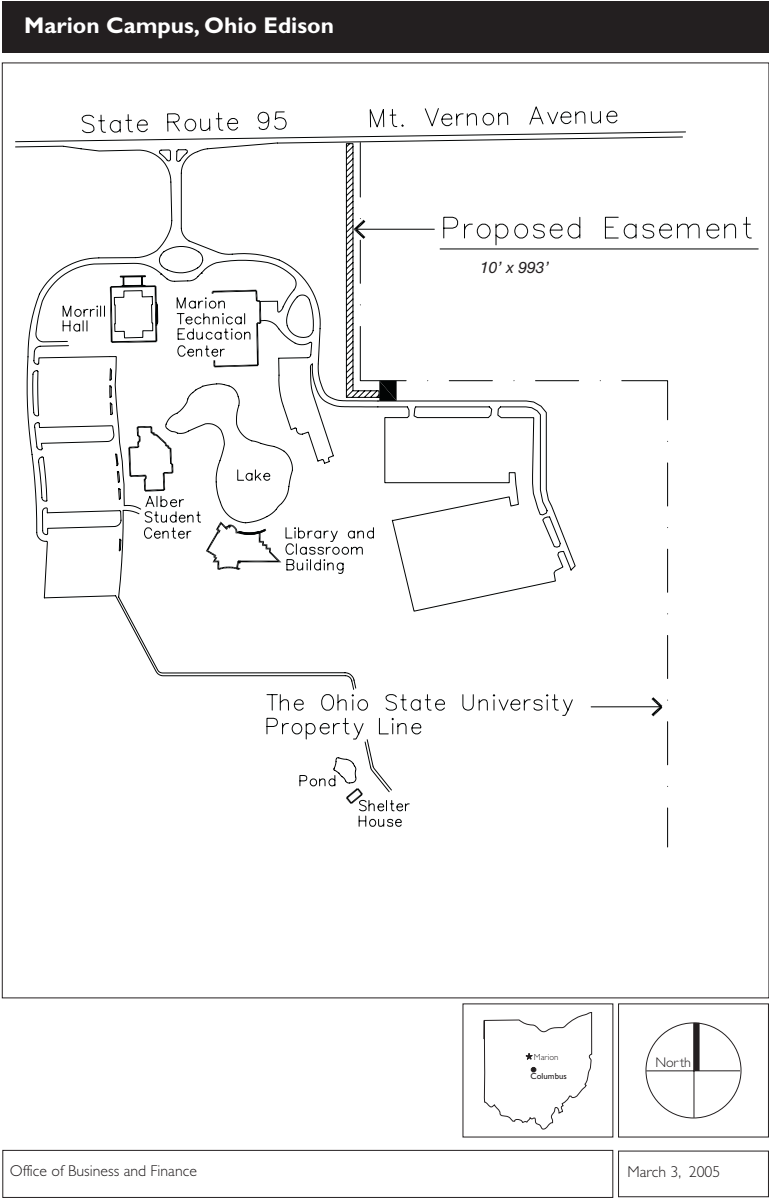 Marion Campus, Ohio Edison
State Route 95
Mt. Vernon Avenue
Proposed Easement
10' x 993'
Morrill
Hall
Marion
Technical
Education
Center
Lake
Alber
Student
Center
Library and
Classroom
Building
The Ohio State University
Property Line
Pond
Shelter
House
Marion
Columbus
North
Office of Business and Finance
March 3, 2005